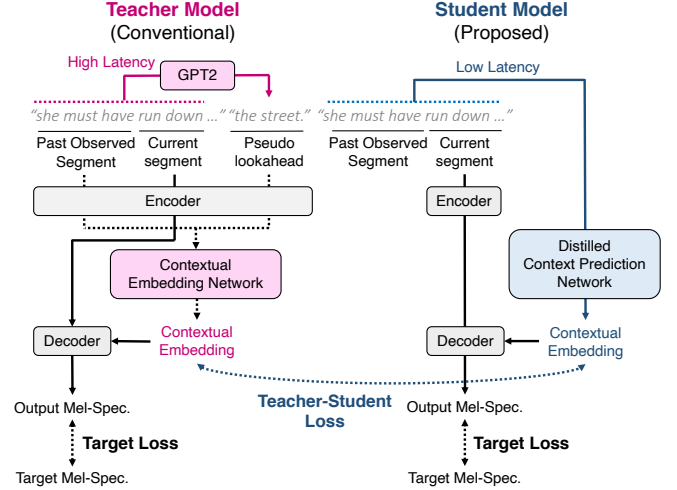 Teacher Model
(Conventional)
High Latency
GPT2
“she must have run down …” “the street.”
Past Observed
Segment
Current
segment
Pseudo
lookahead
Encoder
Contextual
Embedding Network
Decoder
Contextual
Embedding
Output Mel-Spec.
Target Loss
Target Mel-Spec.
Teacher-Student
Loss
Student Model
(Proposed)
Low Latency
“she must have run down …”
Past Observed
Segment
Current
segment
Encoder
Distilled
Context Prediction
Network
Decoder
Contextual
Embedding
Output Mel-Spec.
Target Loss
Target Mel-Spec.